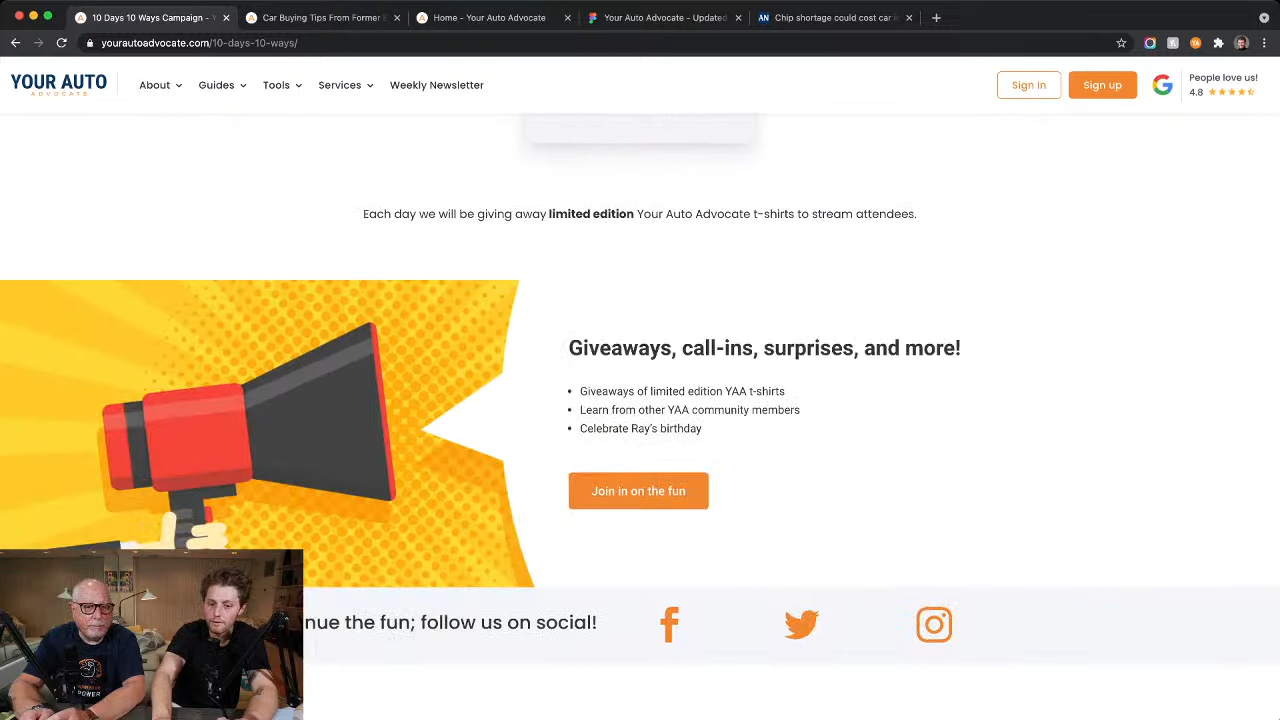 10 Days 10 Ways Campaign - Y
Car Buying Tips From Former E
Home - Your Auto Advocate
Your Auto Advocate - Updated
Chip shortage could cost car
yourautoadvocate.com/10-days-10-ways/
YOUR AUTO
ADVOCATE
About
Guides
Tools
Services
Weekly Newsletter
Sign In
Sign up
People love us!
4.8
Each day we will be giving away limited edition Your Auto Advocate t-shirts to stream attendees.
Giveaways, call-ins, surprises, and more!
• Giveaways of limited edition YAA t-shirts
• Learn from other YAA community members
• Celebrate Ray's birthday
Join in on the fun
nue the fun; follow us on social!
POWER